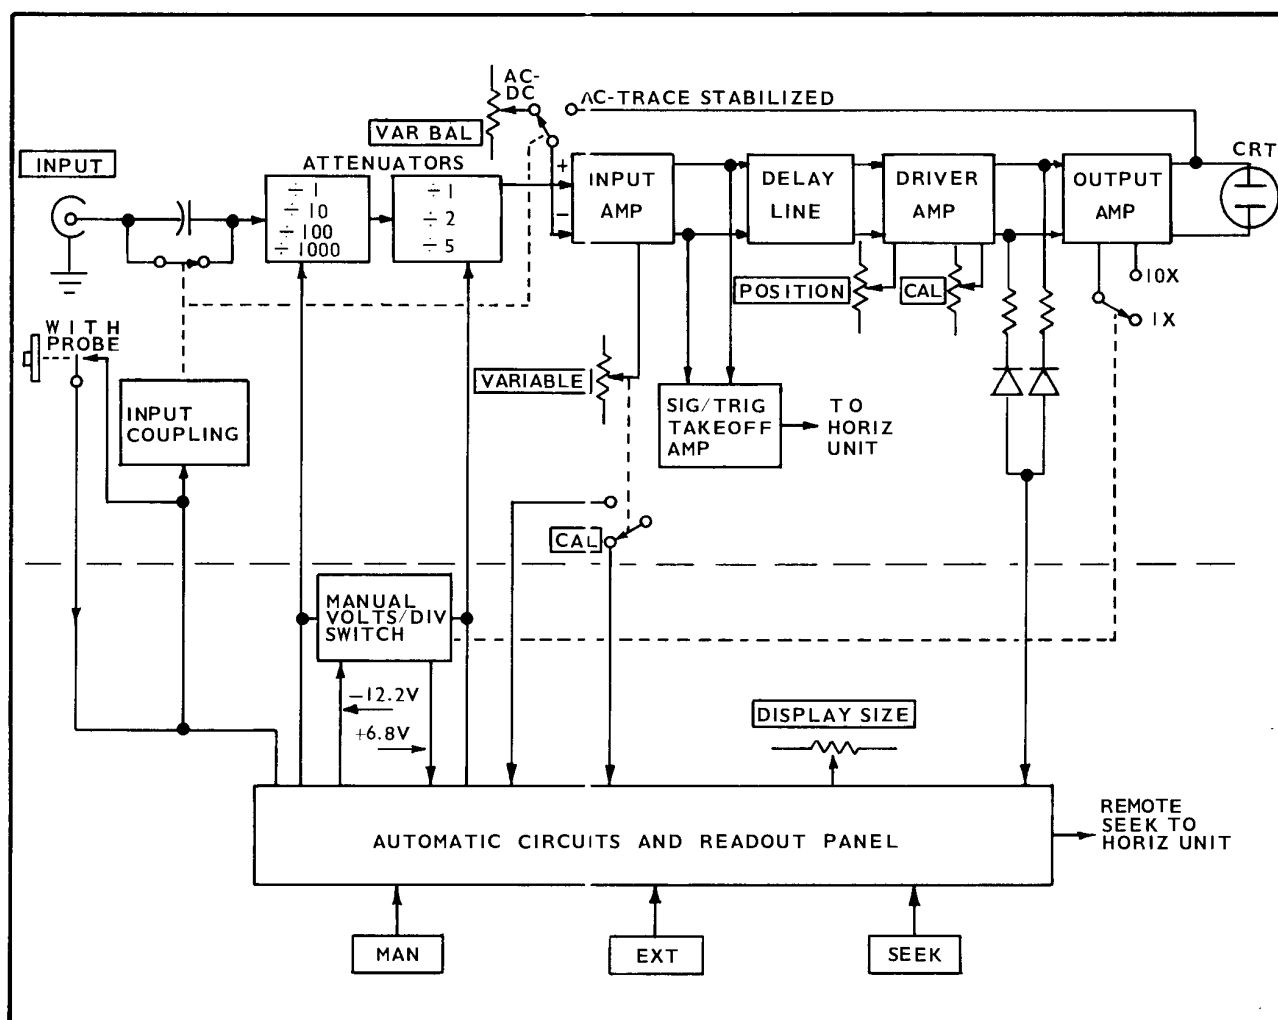 AC-
DC
AC-TRACE STABILIZED
VAR BAL
INPUT
ATTENUATORS
÷ 1
÷ 10
÷ 100
÷ 1000
÷ 1
÷ 2
÷ 5
+
−
INPUT
AMP
DELAY
LINE
DRIVER
AMP
OUTPUT
AMP
CRT
10X
1X
POSITION
CAL
WITH
PROBE
INPUT
COUPLING
VARIABLE
SIG/TRIG
TAKEOFF
AMP
TO
HORIZ
UNIT
CAL
MANUAL
VOLTS/DIV
SWITCH
−12.2V
+6.8V
DISPLAY SIZE
AUTOMATIC CIRCUITS AND READOUT PANEL
REMOTE
SEEK TO
HORIZ UNIT
MAN
EXT
SEEK